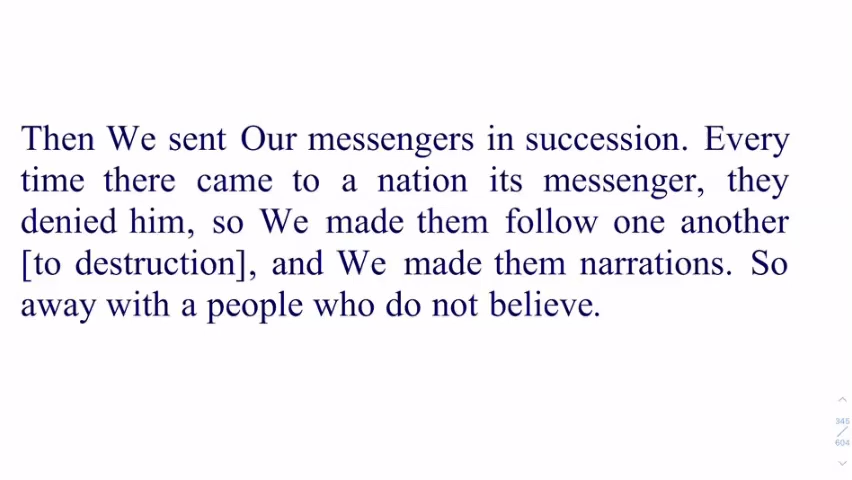 Then We sent Our messengers in succession. Every
time there came to a nation its messenger, they
denied him, so We made them follow one another
[to destruction], and We made them narrations. So
away with a people who do not believe.
345
604